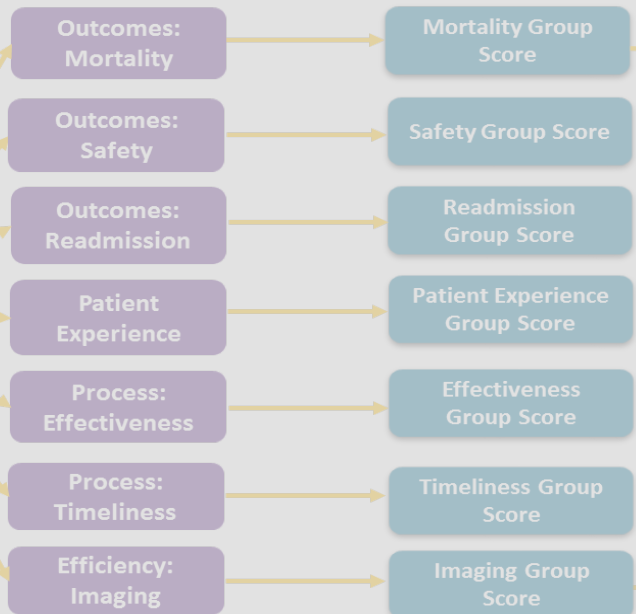 Outcomes:
Mortality
Mortality Group
Score
Outcomes:
Safety
Safety Group Score
Outcomes:
Readmission
Readmission
Group Score
Patient
Experience
Patient Experience
Group Score
Process:
Effectiveness
Effectiveness
Group Score
Process:
Timeliness
Timeliness Group
Score
Efficiency:
Imaging
Imaging Group
Score